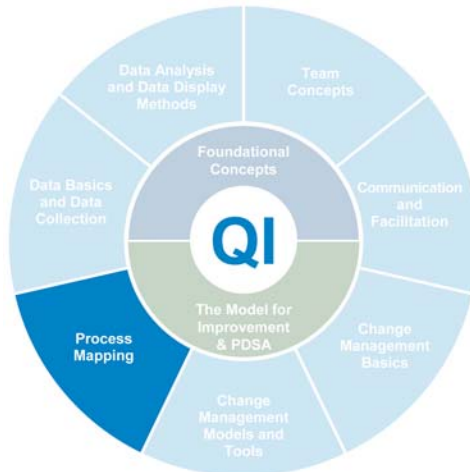 Data Analysis
and Data Display
Methods
Team
Concepts
Data Basics
and Data
Collection
Foundational
Concepts
Communication
and
Facilitation
QI
Process
Mapping
The Model for
Improvement
& PDSA
Change
Management
Basics
Change
Management
Models and
Tools